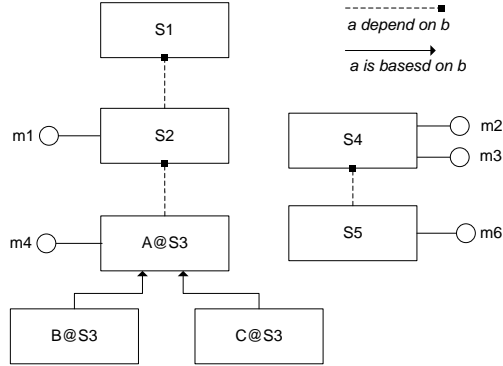 S1
a depend on b
a is basesd on b
m1
S2
S4
m2
m3
m4
A@S3
S5
m6
B@S3
C@S3